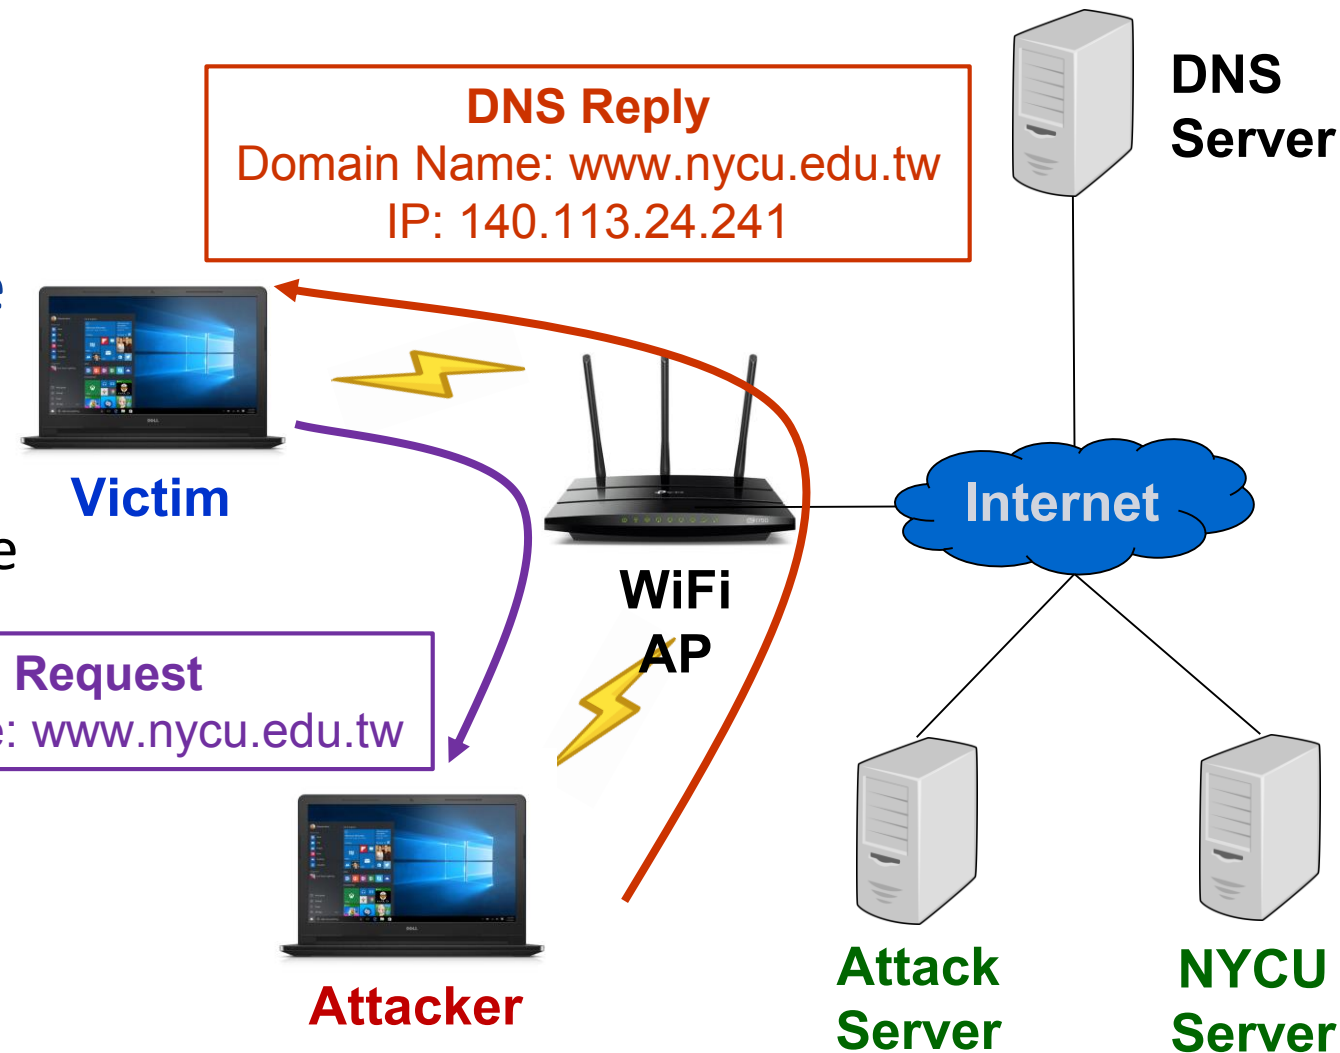 DNS
Server
DNS Reply
Domain Name: www.nycu.edu.tw
IP: 140.113.24.241
e
Victim
Internet
e
WiFi
AP
Request
e: www.nycu.edu.tw
Attacker
Attack
Server
NYCU
Server